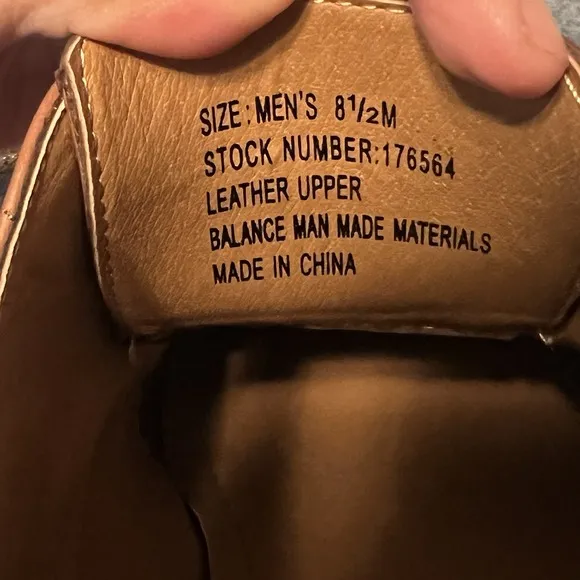 SIZE:MEN'S 8½M
STOCK NUMBER:176564
LEATHER UPPER
BALANCE MAN MADE MATERIALS
MADE IN CHINA